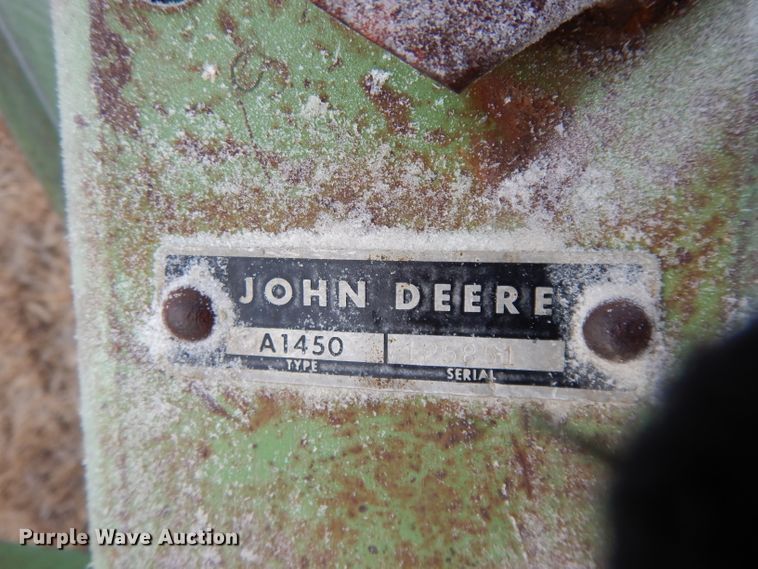 JOHN DEERE
A1450
TYPE SERIAL
Purple Wave Auction